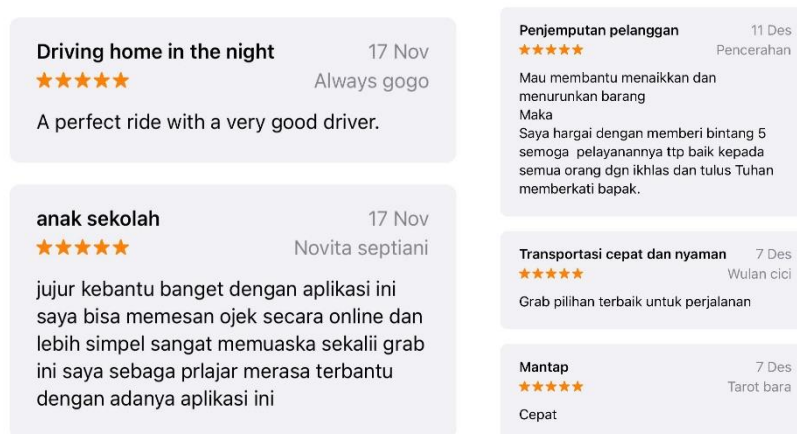 Driving home in the night 17 Nov
★★★★★ Always gogo
A perfect ride with a very good driver.
anak sekolah 17 Nov
★★★★★ Novita septiani
jujur kebantu banget dengan aplikasi ini
saya bisa memesan ojek secara online dan
lebih simpel sangat memuaska sekalii grab
ini saya sebaga prlajar merasa terbantu
dengan adanya aplikasi ini
Penjemputan pelanggan 11 Des
★★★★★ Pencerahan
Mau membantu menaikkan dan
menurunkan barang
Maka
Saya hargai dengan memberi bintang 5
semoga pelayanannya ttp baik kepada
semua orang dgn ikhlas dan tulus Tuhan
memberkati bapak.
Transportasi cepat dan nyaman 7 Des
★★★★★ Wulan cici
Grab pilihan terbaik untuk perjalanan
Mantap 7 Des
★★★★★ Tarot bara
Cepat